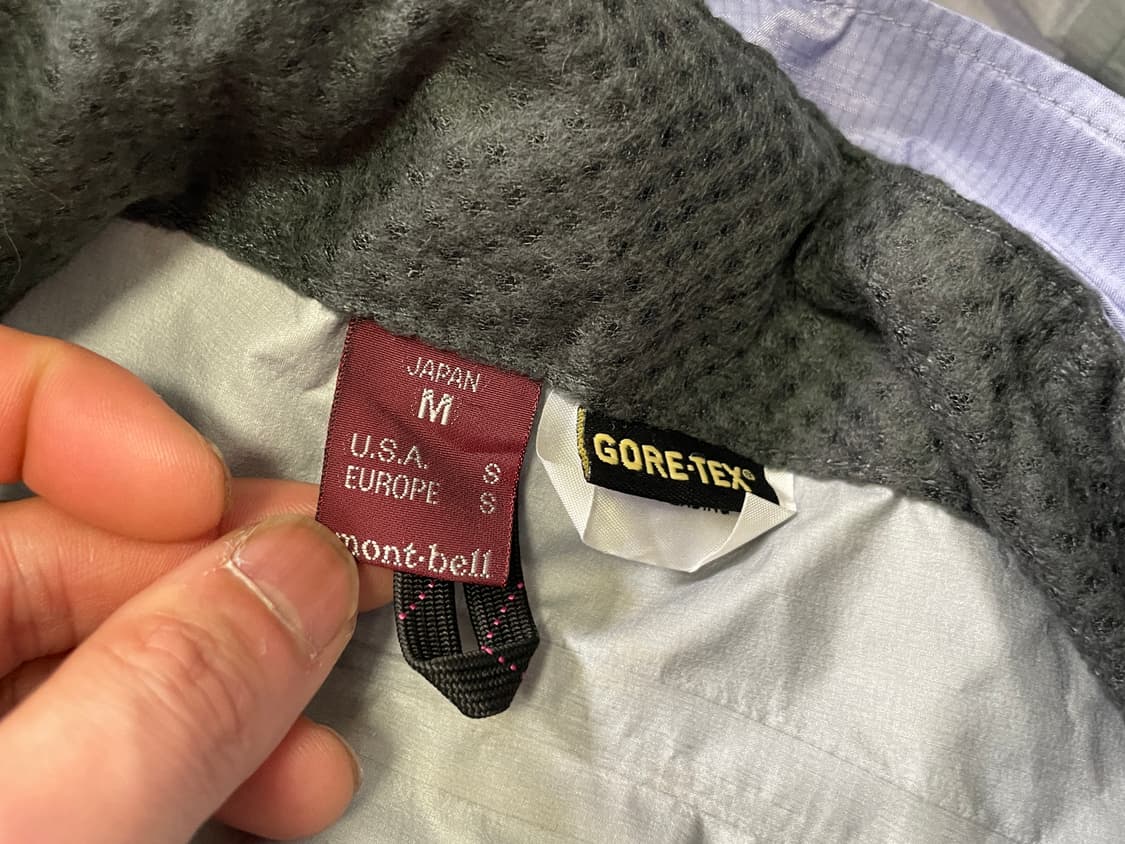 JAPAN
M
U.S.A. S
EUROPE S
mont-bell
GORE-TEX®